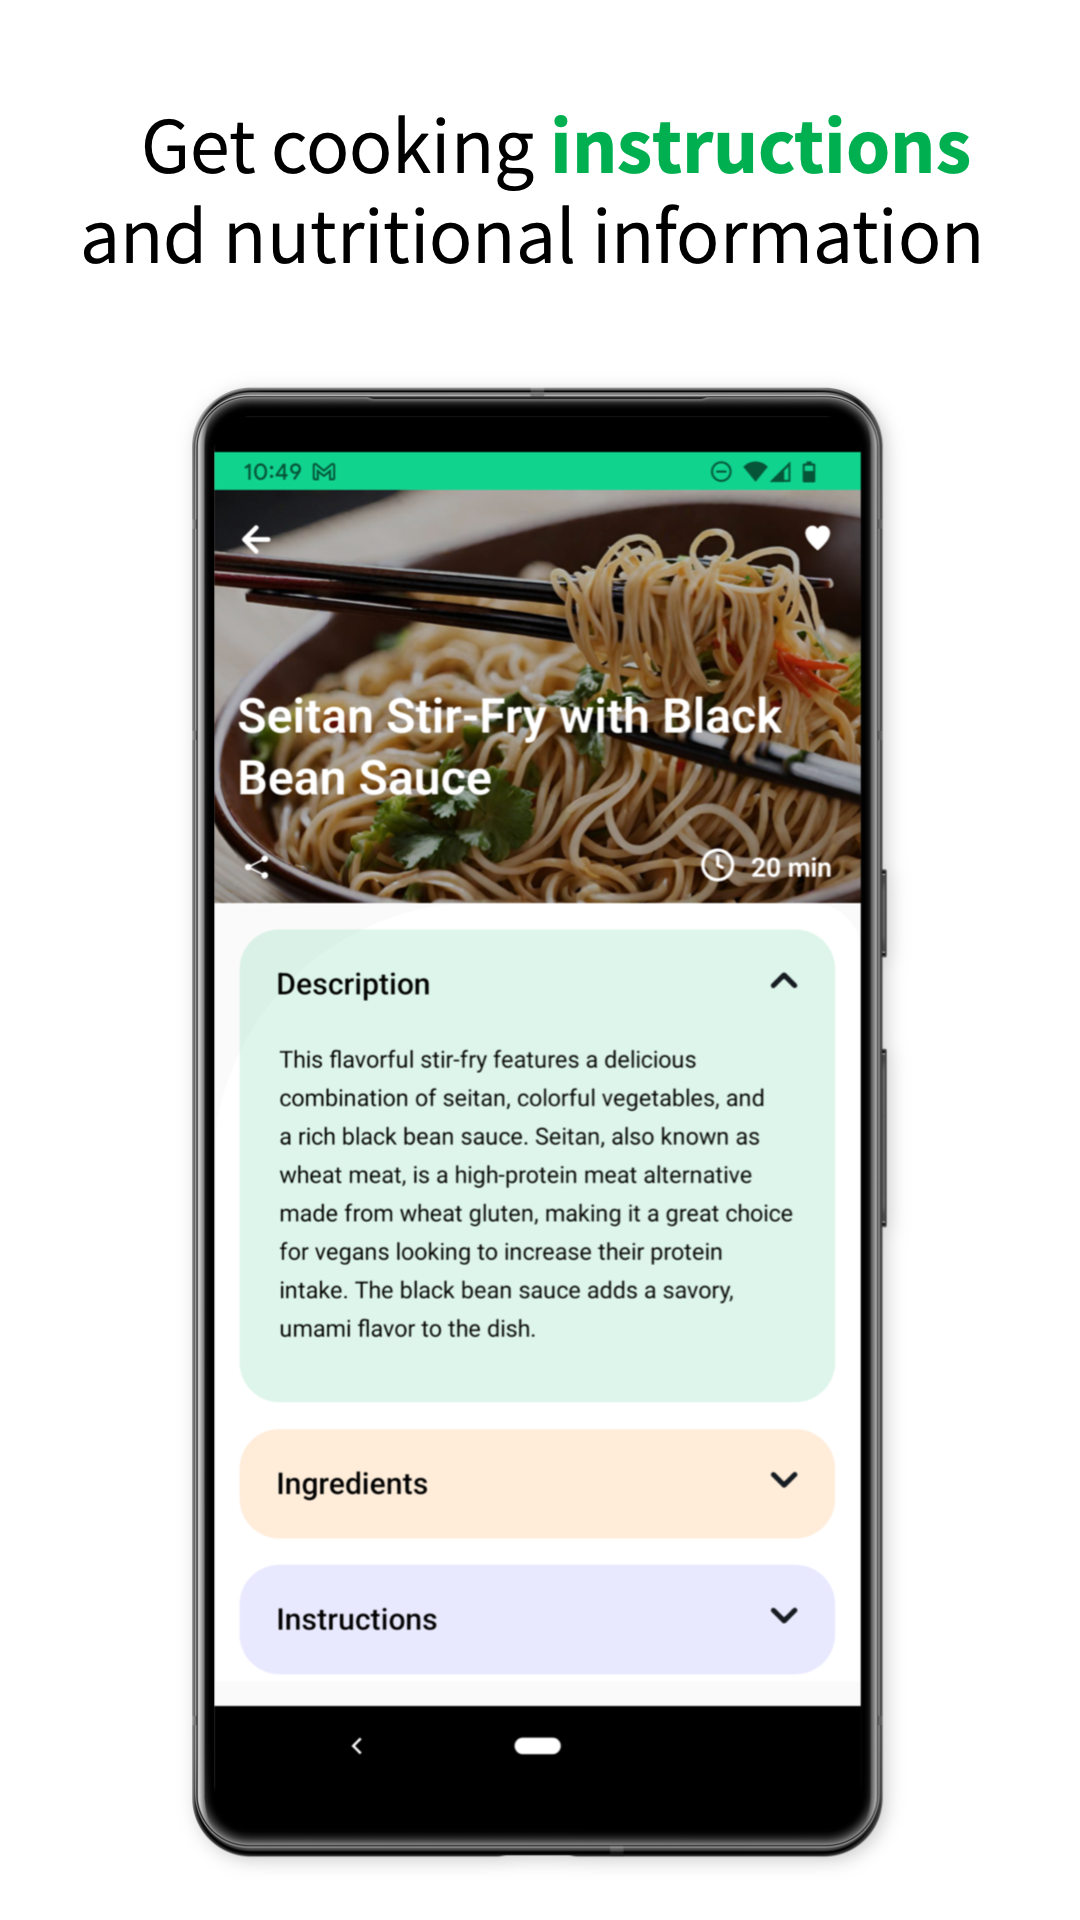 Get cooking instructions
and nutritional information
10:49
Seitan Stir-Fry with Black
Bean Sauce
20 min
Description
This flavorful stir-fry features a delicious
combination of seitan, colorful vegetables, and
a rich black bean sauce. Seitan, also known as
wheat meat, is a high-protein meat alternative
made from wheat gluten, making it a great choice
for vegans looking to increase their protein
intake. The black bean sauce adds a savory,
umami flavor to the dish.
Ingredients
Instructions